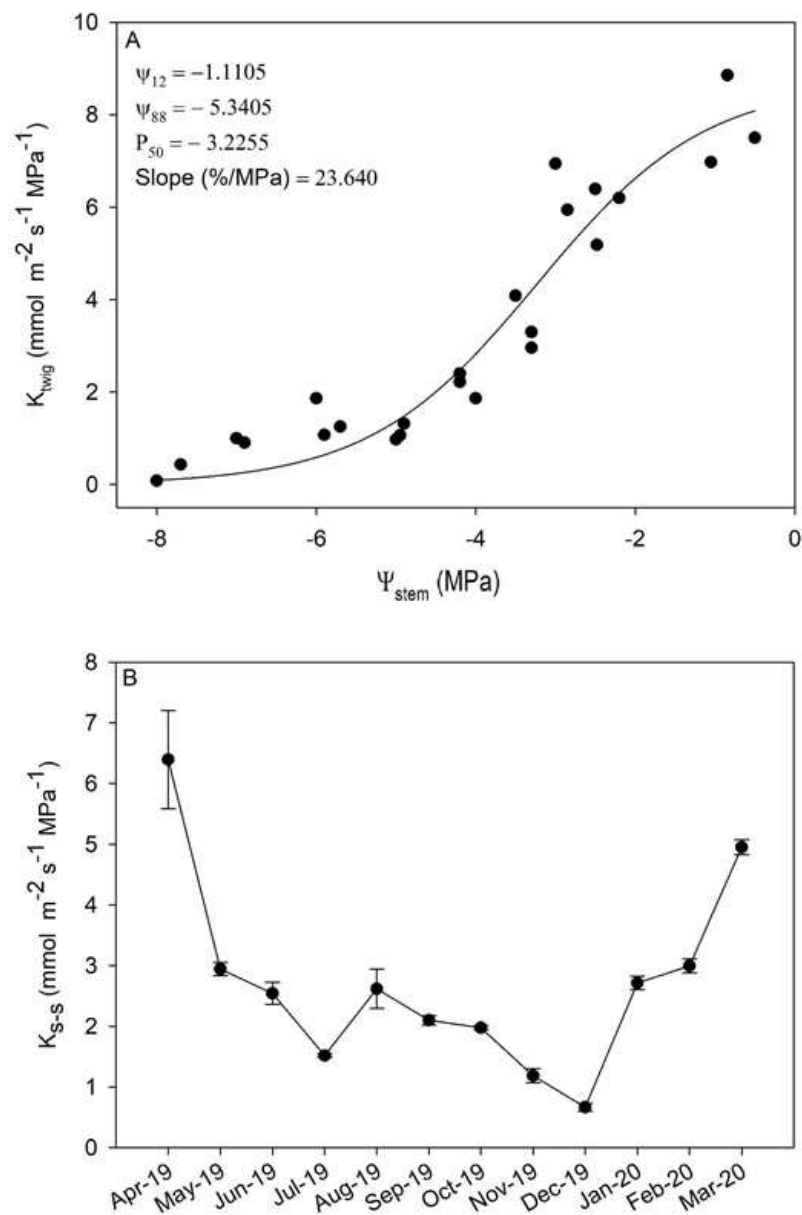 A
ψ12 = −1.1105
ψ88 = − 5.3405
P50 = − 3.2255
Slope (%/MPa) = 23.640
Ktwig (mmol m-2 s-1 MPa-1)
10
8
6
4
2
0
-8 -6 -4 -2 0
Ψstem (MPa)
B
KS-S (mmol m-2 s-1 MPa-1)
8
7
6
5
4
3
2
1
0
Apr-19 May-19 Jun-19 Jul-19 Aug-19 Sep-19 Oct-19 Nov-19 Dec-19 Jan-20 Feb-20 Mar-20